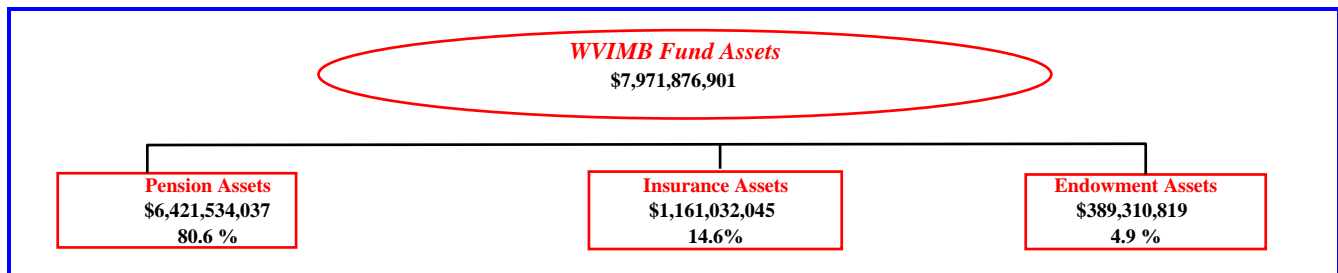 WVIMB Fund Assets
$7,971,876,901
Pension Assets
$6,421,534,037
80.6 %
Insurance Assets
$1,161,032,045
14.6%
Endowment Assets
$389,310,819
4.9 %